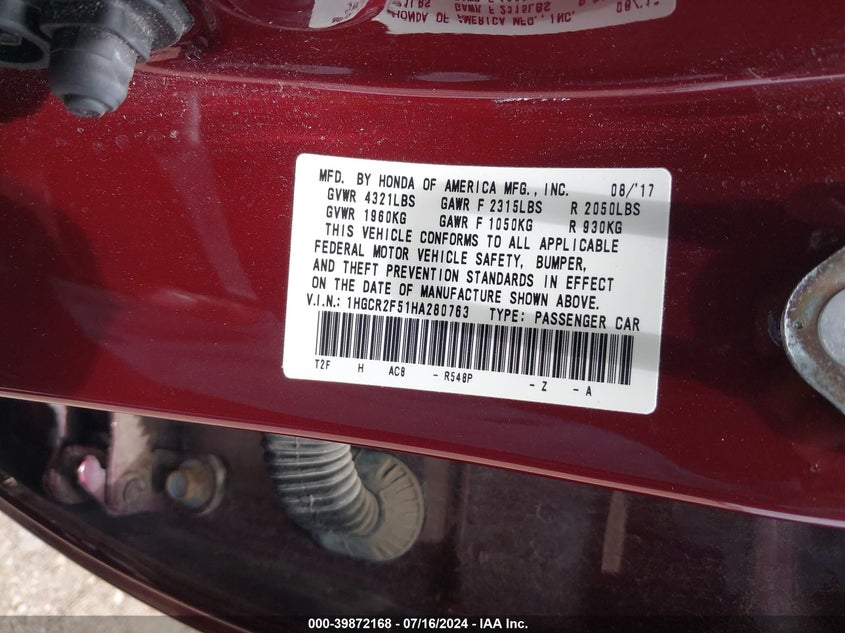 MFD. BY HONDA OF AMERICA MFG., INC. 08/'17
GVWR 4321LBS GAWR F 2315LBS R 2050LBS
GVWR 1960KG GAWR F 1050KG R 930KG
THIS VEHICLE CONFORMS TO ALL APPLICABLE
FEDERAL MOTOR VEHICLE SAFETY, BUMPER,
AND THEFT PREVENTION STANDARDS IN EFFECT
ON THE DATE OF MANUFACTURE SHOWN ABOVE.
V.I.N.: 1HGCR2F51HA280763 TYPE: PASSENGER CAR
T2F H AC8 - R548P - Z - A
000-39872168 - 07/16/2024 - IAA Inc.